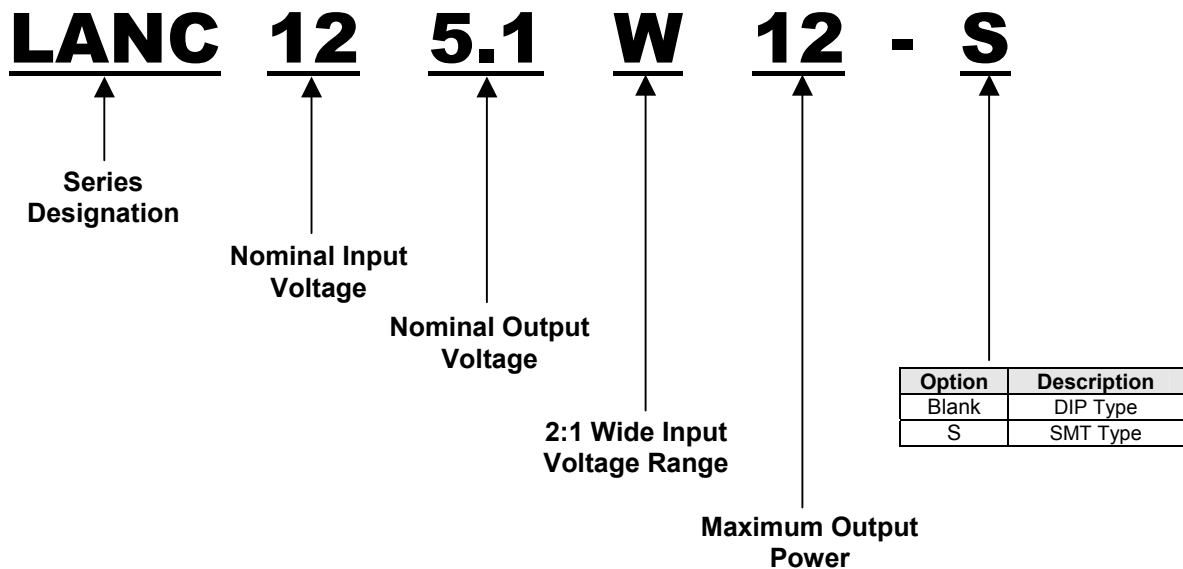 LANC 12 5.1 W 12 - S
Series
Designation
Nominal Input
Voltage
Nominal Output
Voltage
2:1 Wide Input
Voltage Range
Maximum Output
Power
Option Description
Blank DIP Type
S SMT Type